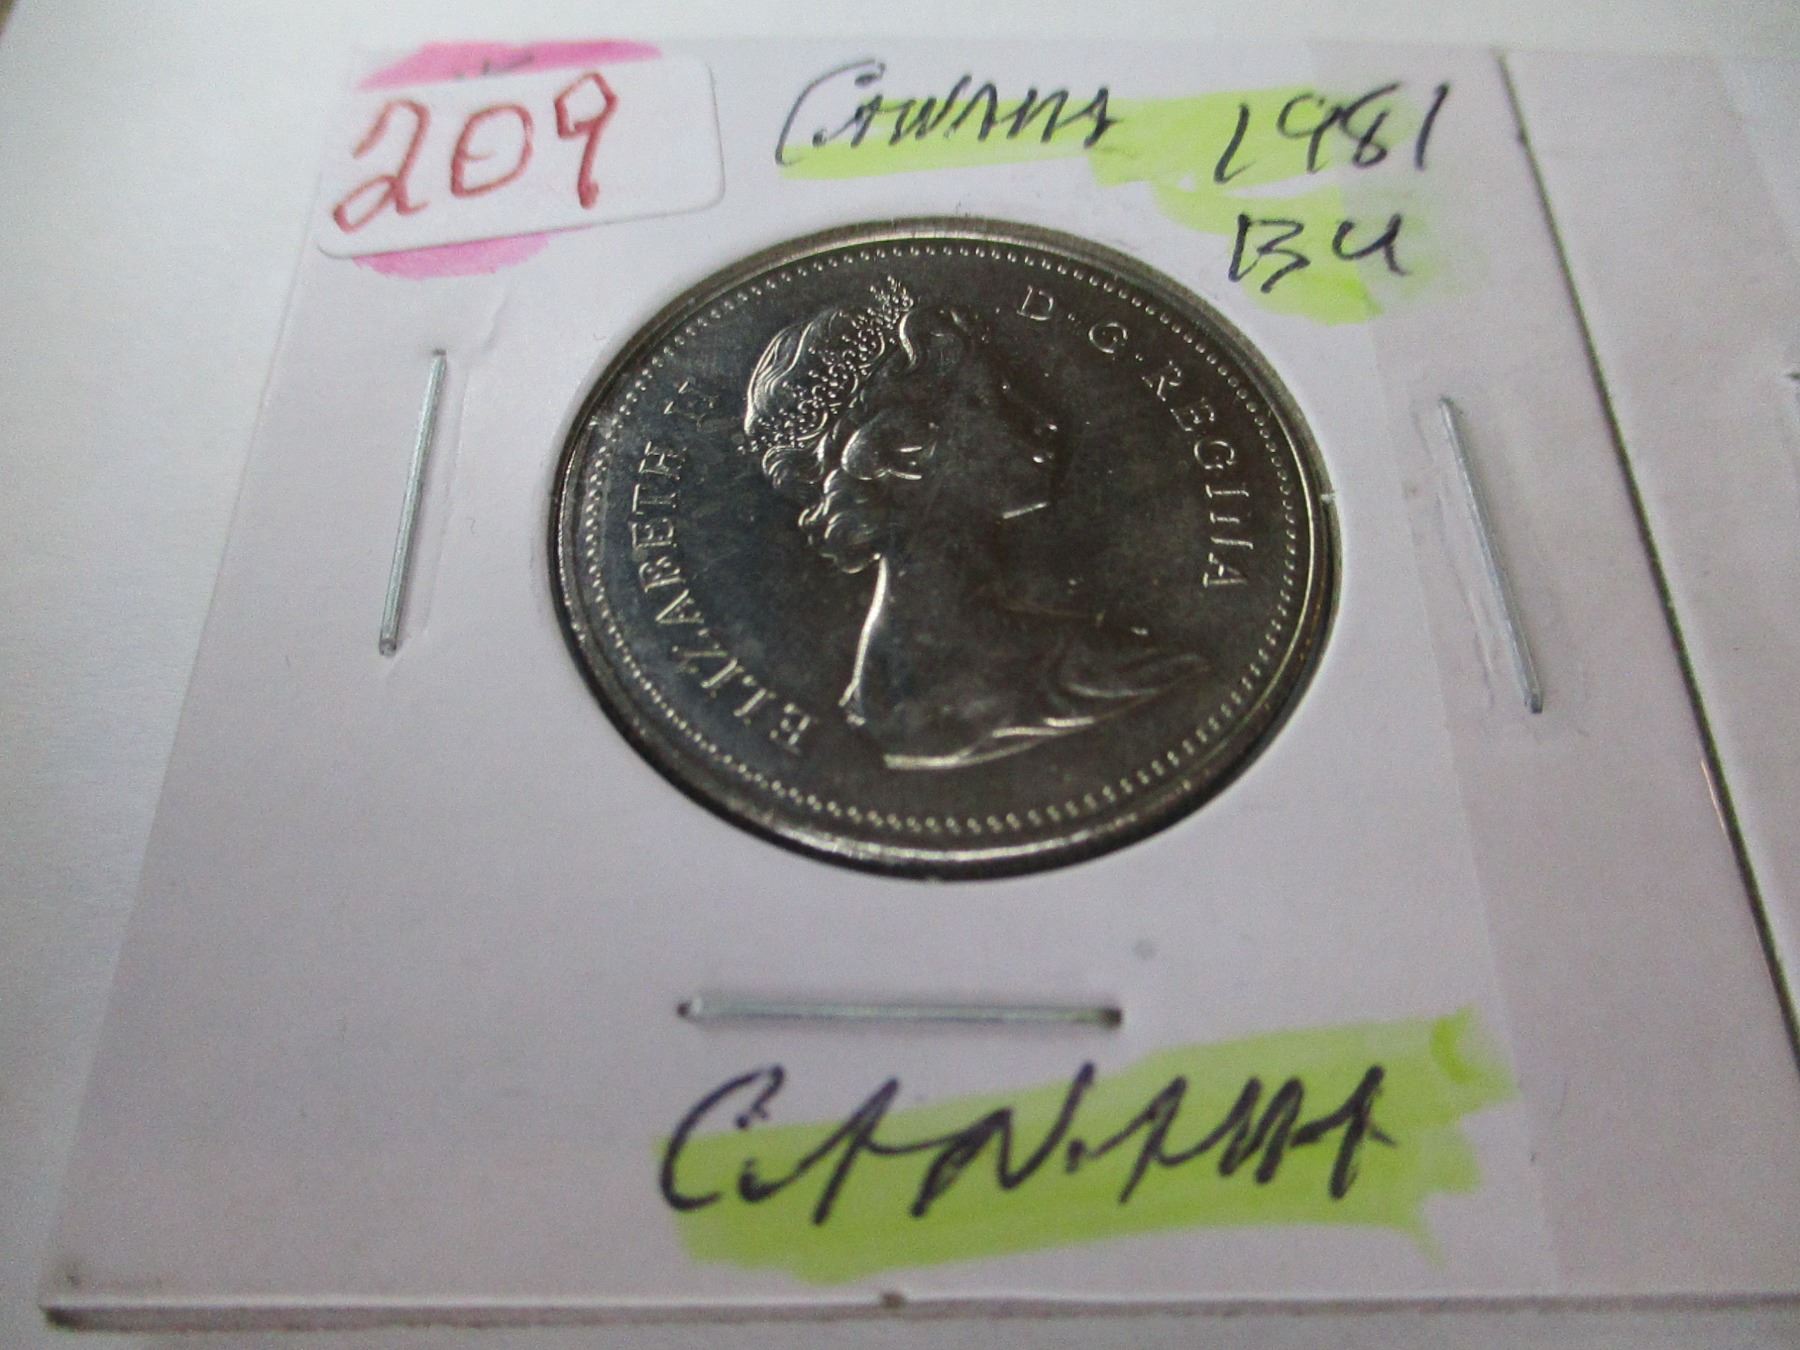 209
CANADA 1981
BU
ELIZABETH II D·G·REGINA
CANADA